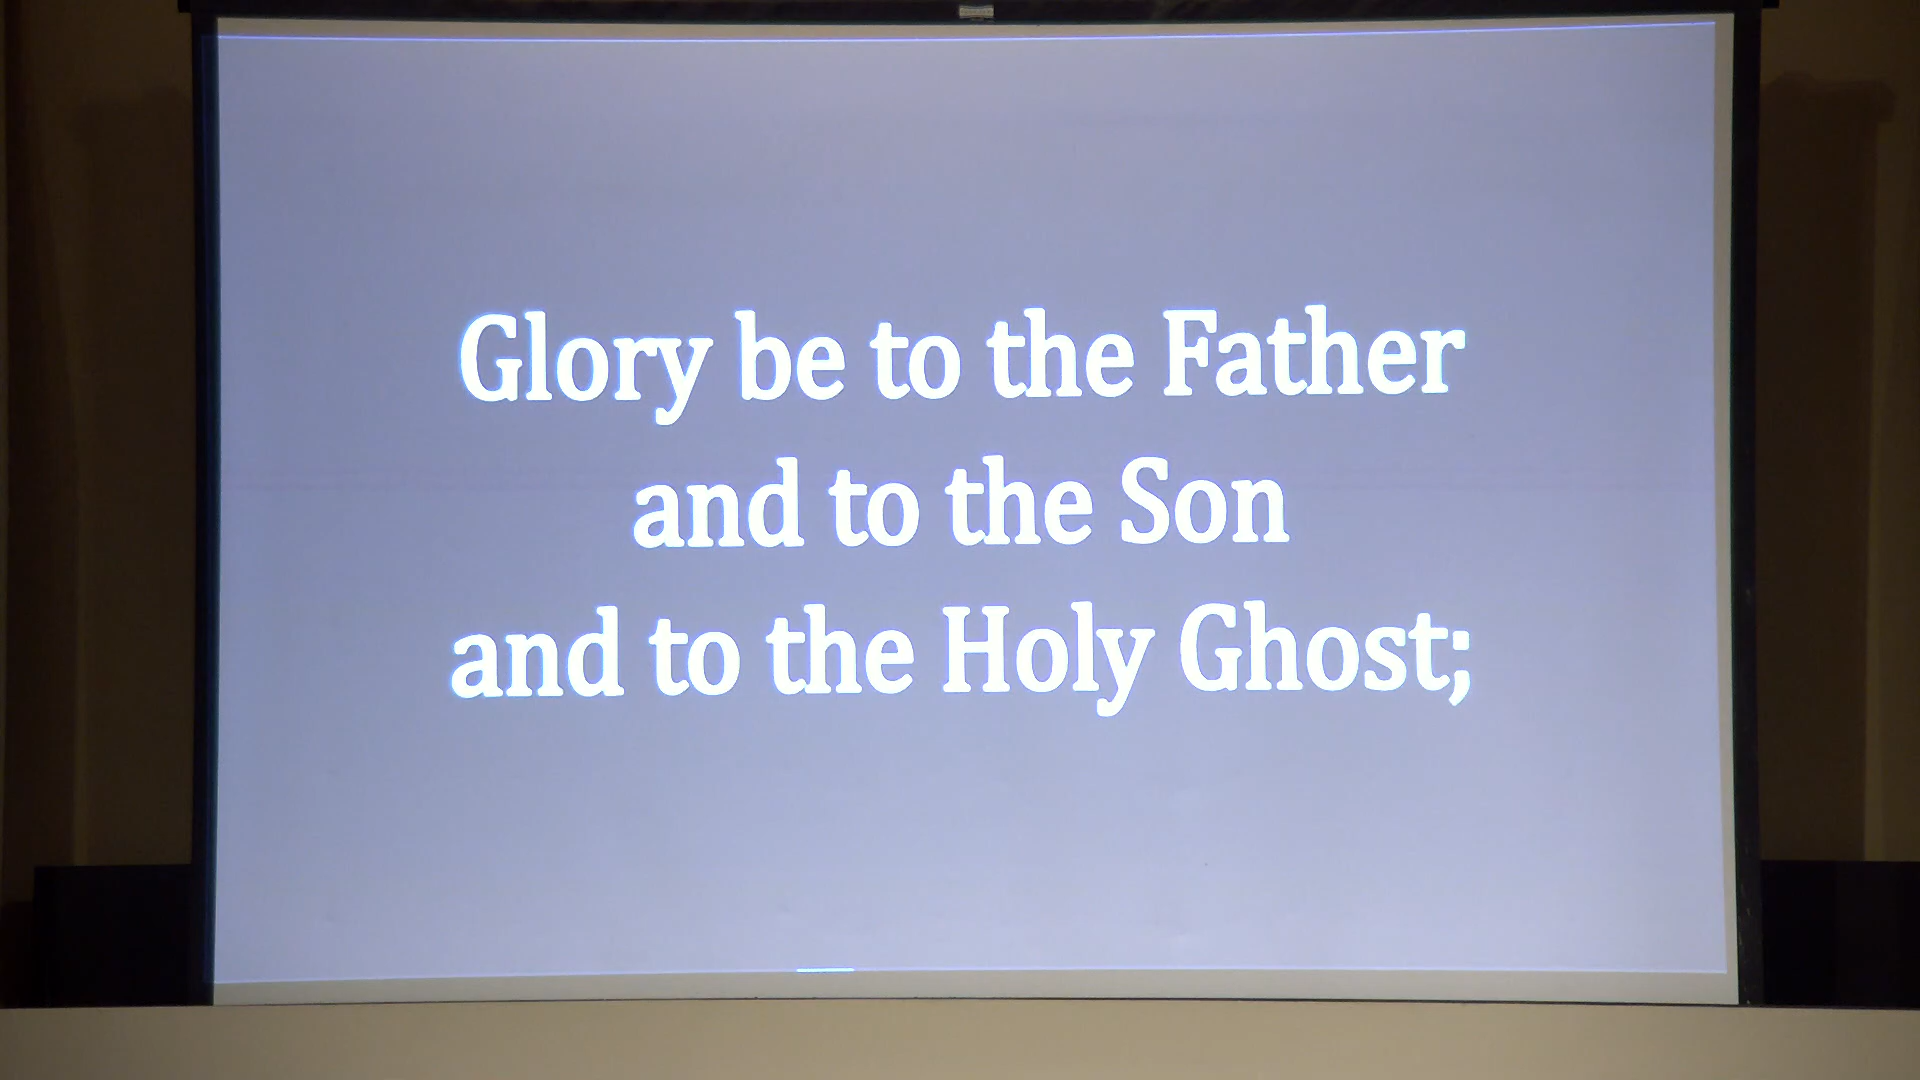 Glory be to the Father
and to the Son
and to the Holy Ghost;